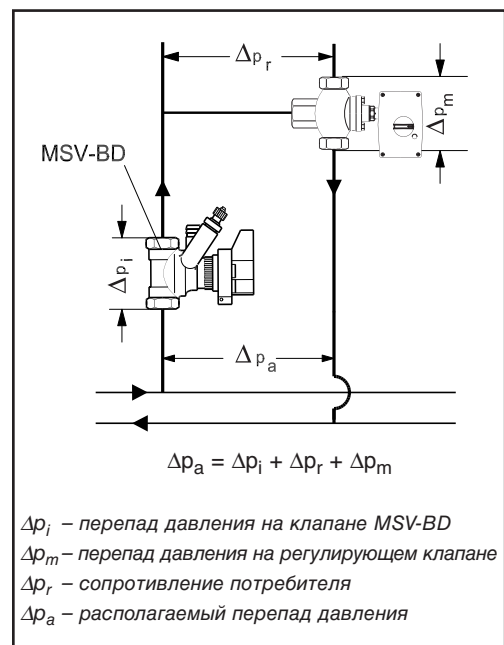 Δpr
Δpm
MSV-BD
Δpi
Δpa
Δpa = Δpi + Δpr + Δpm
Δpi – перепад давления на клапане MSV-BD
Δpm – перепад давления на регулирующем клапане
Δpr – сопротивление потребителя
Δpa – располагаемый перепад давления